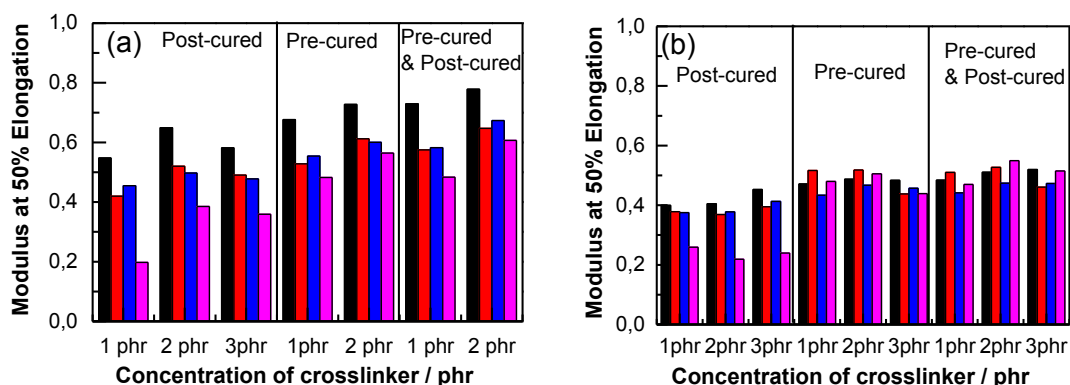 (a)
Post-cured
Pre-cured
Pre-cured
& Post-cured
1,0
0,8
0,6
0,4
0,2
0,0
Modulus at 50% Elongation
1 phr 2 phr 3phr 1phr 2 phr 1 phr 2 phr
Concentration of crosslinker / phr
(b)
Post-cured
Pre-cured
Pre-cured
& Post-cured
1,0
0,8
0,6
0,4
0,2
0,0
Modulus at 50% Elongation
1phr 2phr 3phr 1phr 2phr 3phr 1phr 2phr 3phr
Concentration of crosslinker / phr